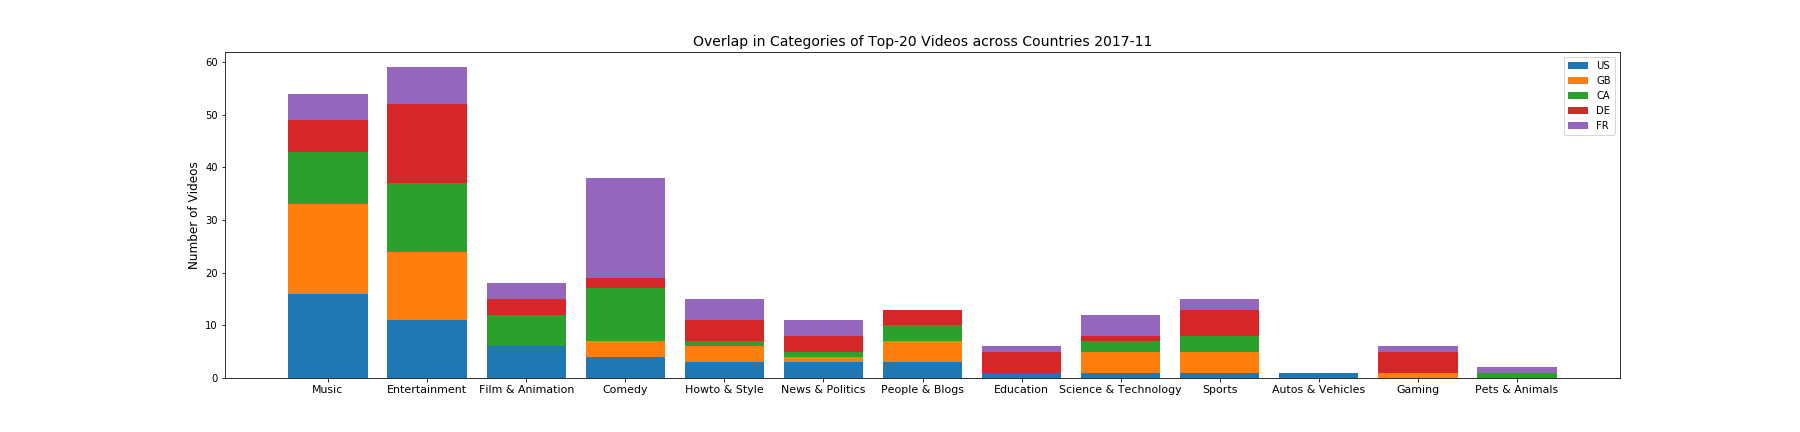 Overlap in Categories of Top-20 Videos across Countries 2017-11
US
GB
CA
DE
FR
Number of Videos
60
50
40
30
20
10
0
Music Entertainment Film & Animation Comedy Howto & Style News & Politics People & Blogs Education Science & Technology Sports Autos & Vehicles Gaming Pets & Animals